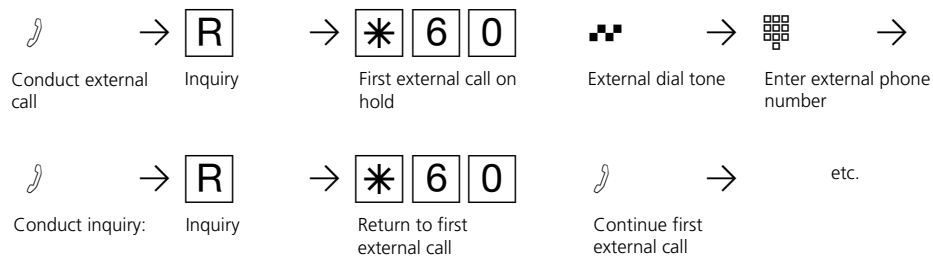 R * 6 0
Conduct external Inquiry First external call on External dial tone Enter external phone
call hold number
R * 6 0 etc.
Conduct inquiry: Inquiry Return to first Continue first
external call external call